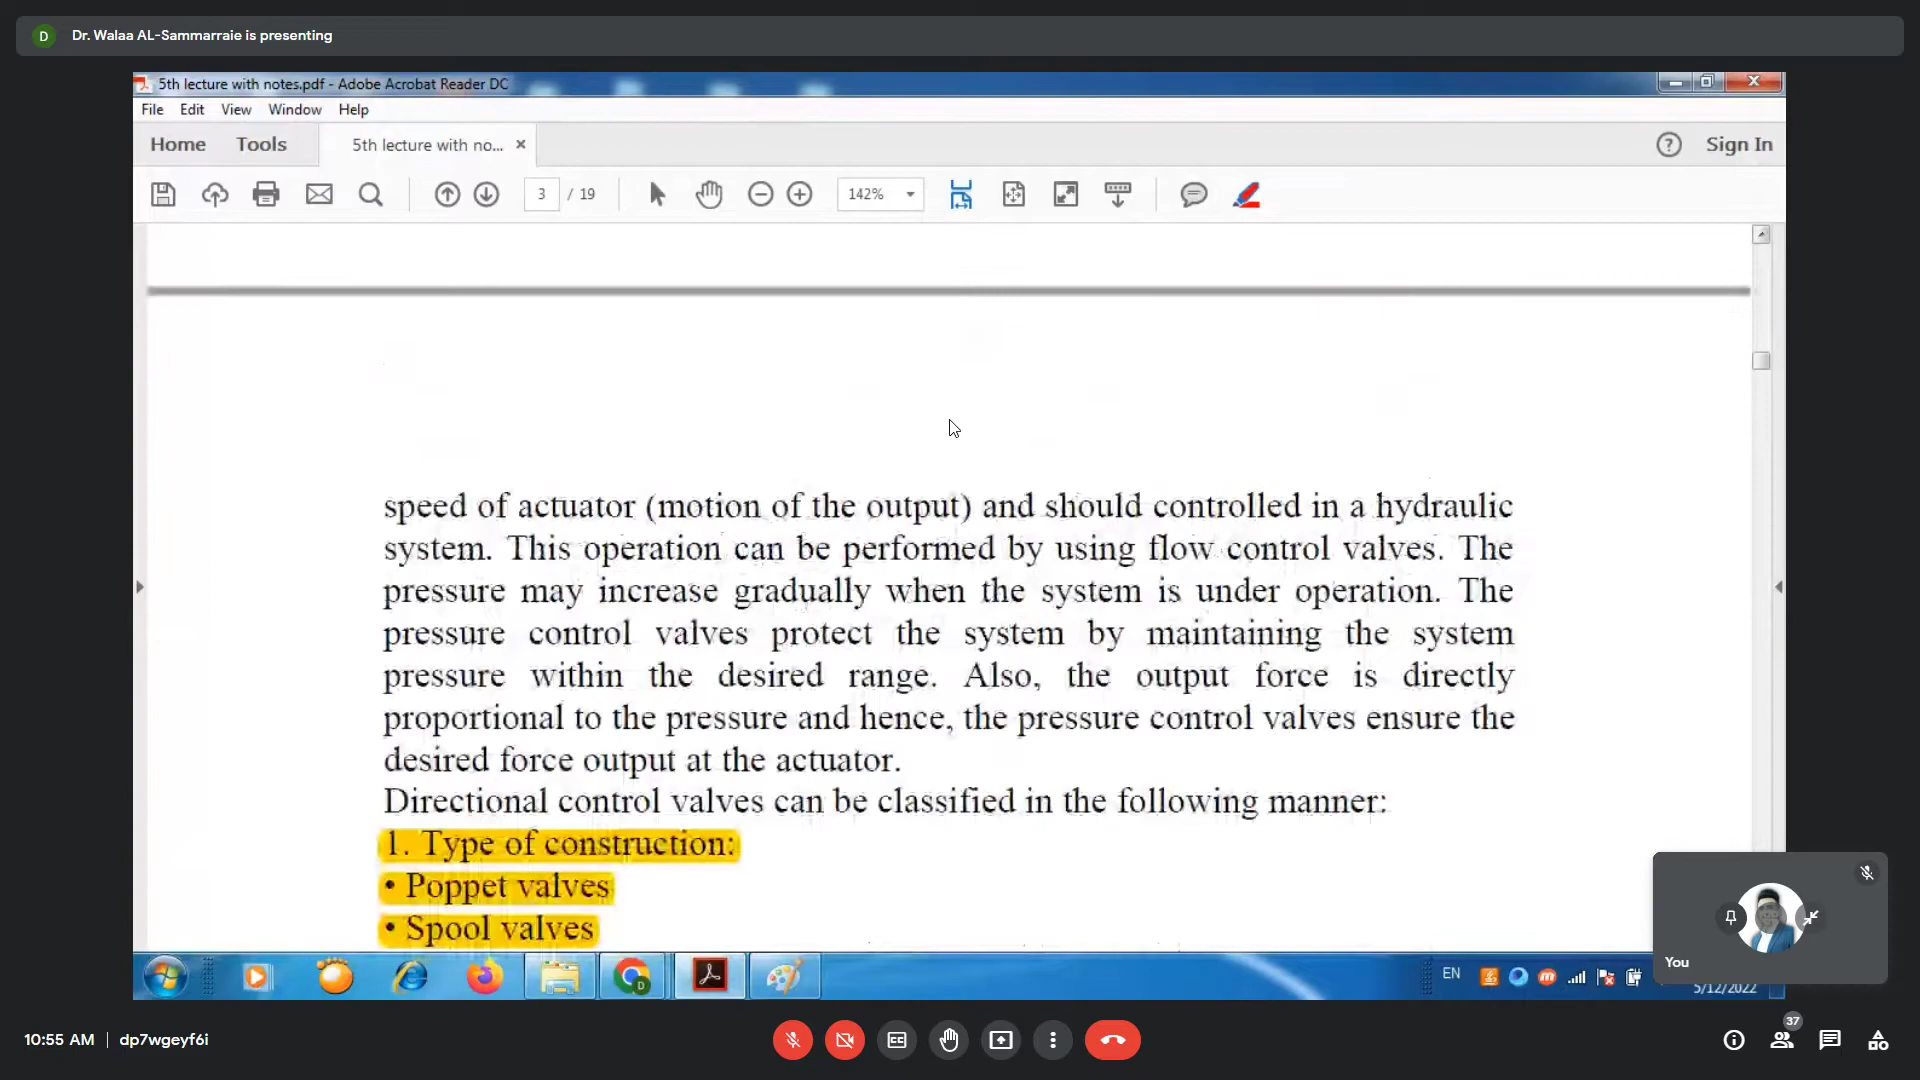 D Dr. Walaa AL-Sammarraie is presenting
5th lecture with notes.pdf - Adobe Acrobat Reader DC
File Edit View Window Help
Home Tools 5th lecture with no... × ? Sign In
3 / 19 142%
speed of actuator (motion of the output) and should controlled in a hydraulic
system. This operation can be performed by using flow control valves. The
pressure may increase gradually when the system is under operation. The
pressure control valves protect the system by maintaining the system
pressure within the desired range. Also, the output force is directly
proportional to the pressure and hence, the pressure control valves ensure the
desired force output at the actuator.
Directional control valves can be classified in the following manner:
1. Type of construction:
• Poppet valves
• Spool valves
You
D
EN
5/12/2022
10:55 AM | dp7wgeyf6i
37